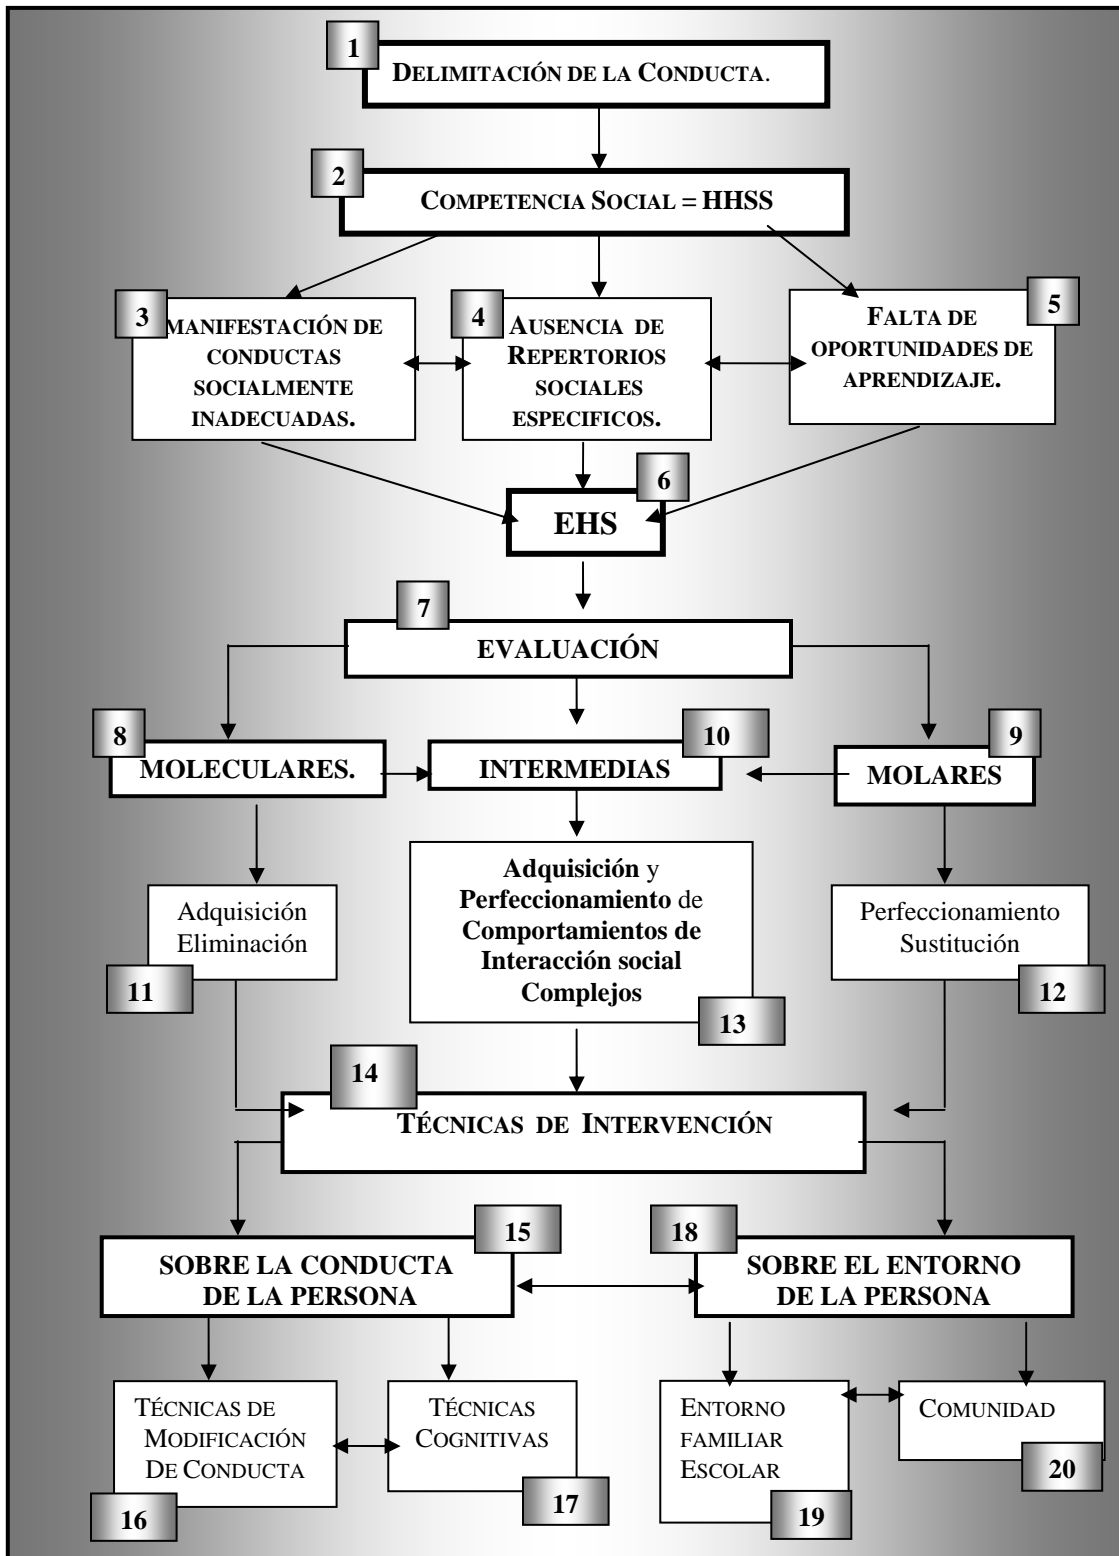 1
DELIMITACIÓN DE LA CONDUCTA.
2
COMPETENCIA SOCIAL = HHSS
3
MANIFESTACIÓN DE
CONDUCTAS
SOCIALMENTE
INADECUADAS.
4
AUSENCIA DE
REPERTORIOS
SOCIALES
ESPECIFICOS.
5
FALTA DE
OPORTUNIDADES DE
APRENDIZAJE.
6
EHS
7
EVALUACIÓN
8
MOLECULARES.
10
INTERMEDIAS
9
MOLARES
Adquisición
Eliminación
11
Adquisición y
Perfeccionamiento de
Comportamientos de
Interacción social
Complejos
13
Perfeccionamiento
Sustitución
12
14
TÉCNICAS DE INTERVENCIÓN
15
SOBRE LA CONDUCTA
DE LA PERSONA
18
SOBRE EL ENTORNO
DE LA PERSONA
TÉCNICAS DE
MODIFICACIÓN
DE CONDUCTA
16
TÉCNICAS
COGNITIVAS
17
ENTORNO
FAMILIAR
ESCOLAR
19
COMUNIDAD
20